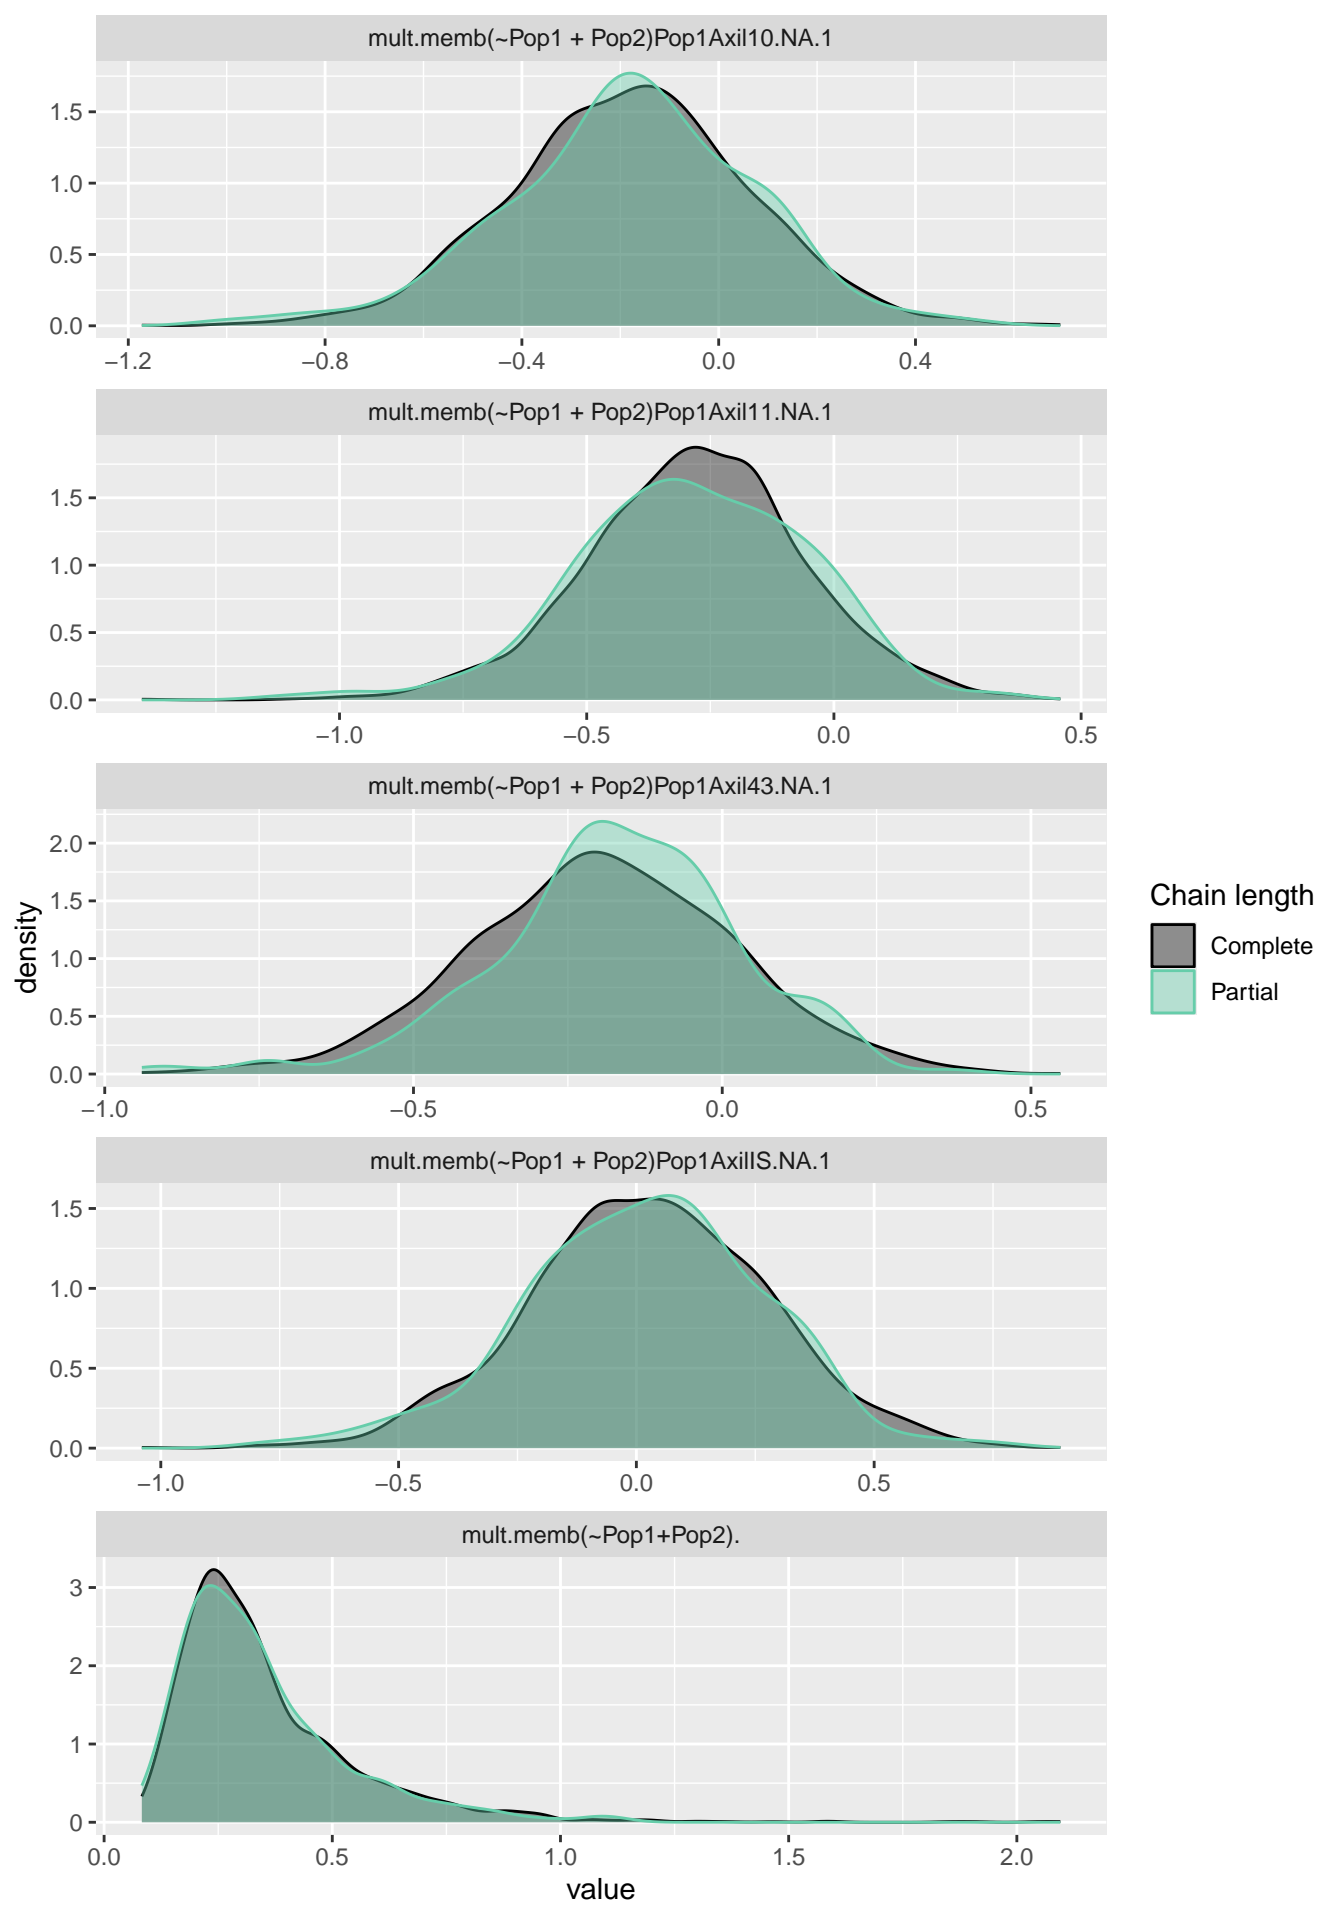 mult.memb(~Pop1 + Pop2)Pop1Axil10.NA.1
1.5
1.0
0.5
0.0
−1.2 −0.8 −0.4 0.0 0.4
mult.memb(~Pop1 + Pop2)Pop1Axil11.NA.1
1.5
1.0
0.5
0.0
−1.0 −0.5 0.0 0.5
mult.memb(~Pop1 + Pop2)Pop1Axil43.NA.1
2.0
1.5
1.0
0.5
0.0
−1.0 −0.5 0.0 0.5
density
Chain length
Complete
Partial
mult.memb(~Pop1 + Pop2)Pop1AxilIS.NA.1
1.5
1.0
0.5
0.0
−1.0 −0.5 0.0 0.5
mult.memb(~Pop1+Pop2).
3
2
1
0
0.0 0.5 1.0 1.5 2.0
value